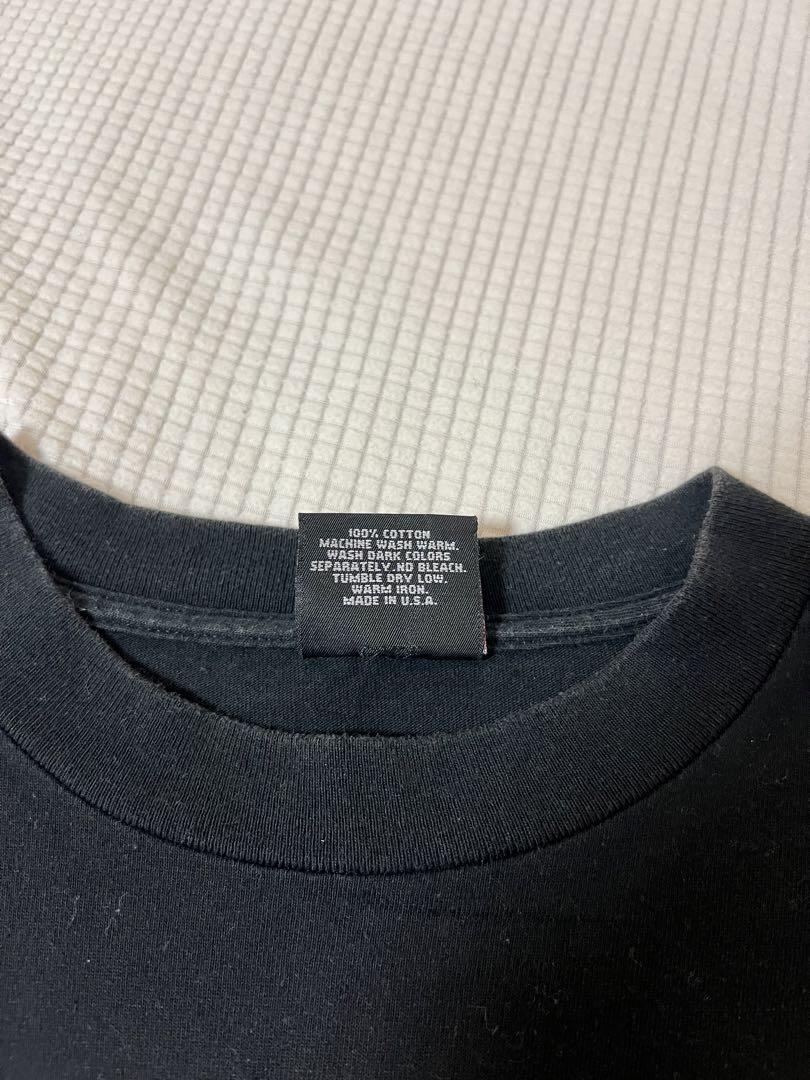 100% COTTON
MACHINE WASH WARM.
WASH DARK COLORS
SEPARATELY.NO BLEACH.
TUMBLE DRY LOW.
WARM IRON.
MADE IN U.S.A.